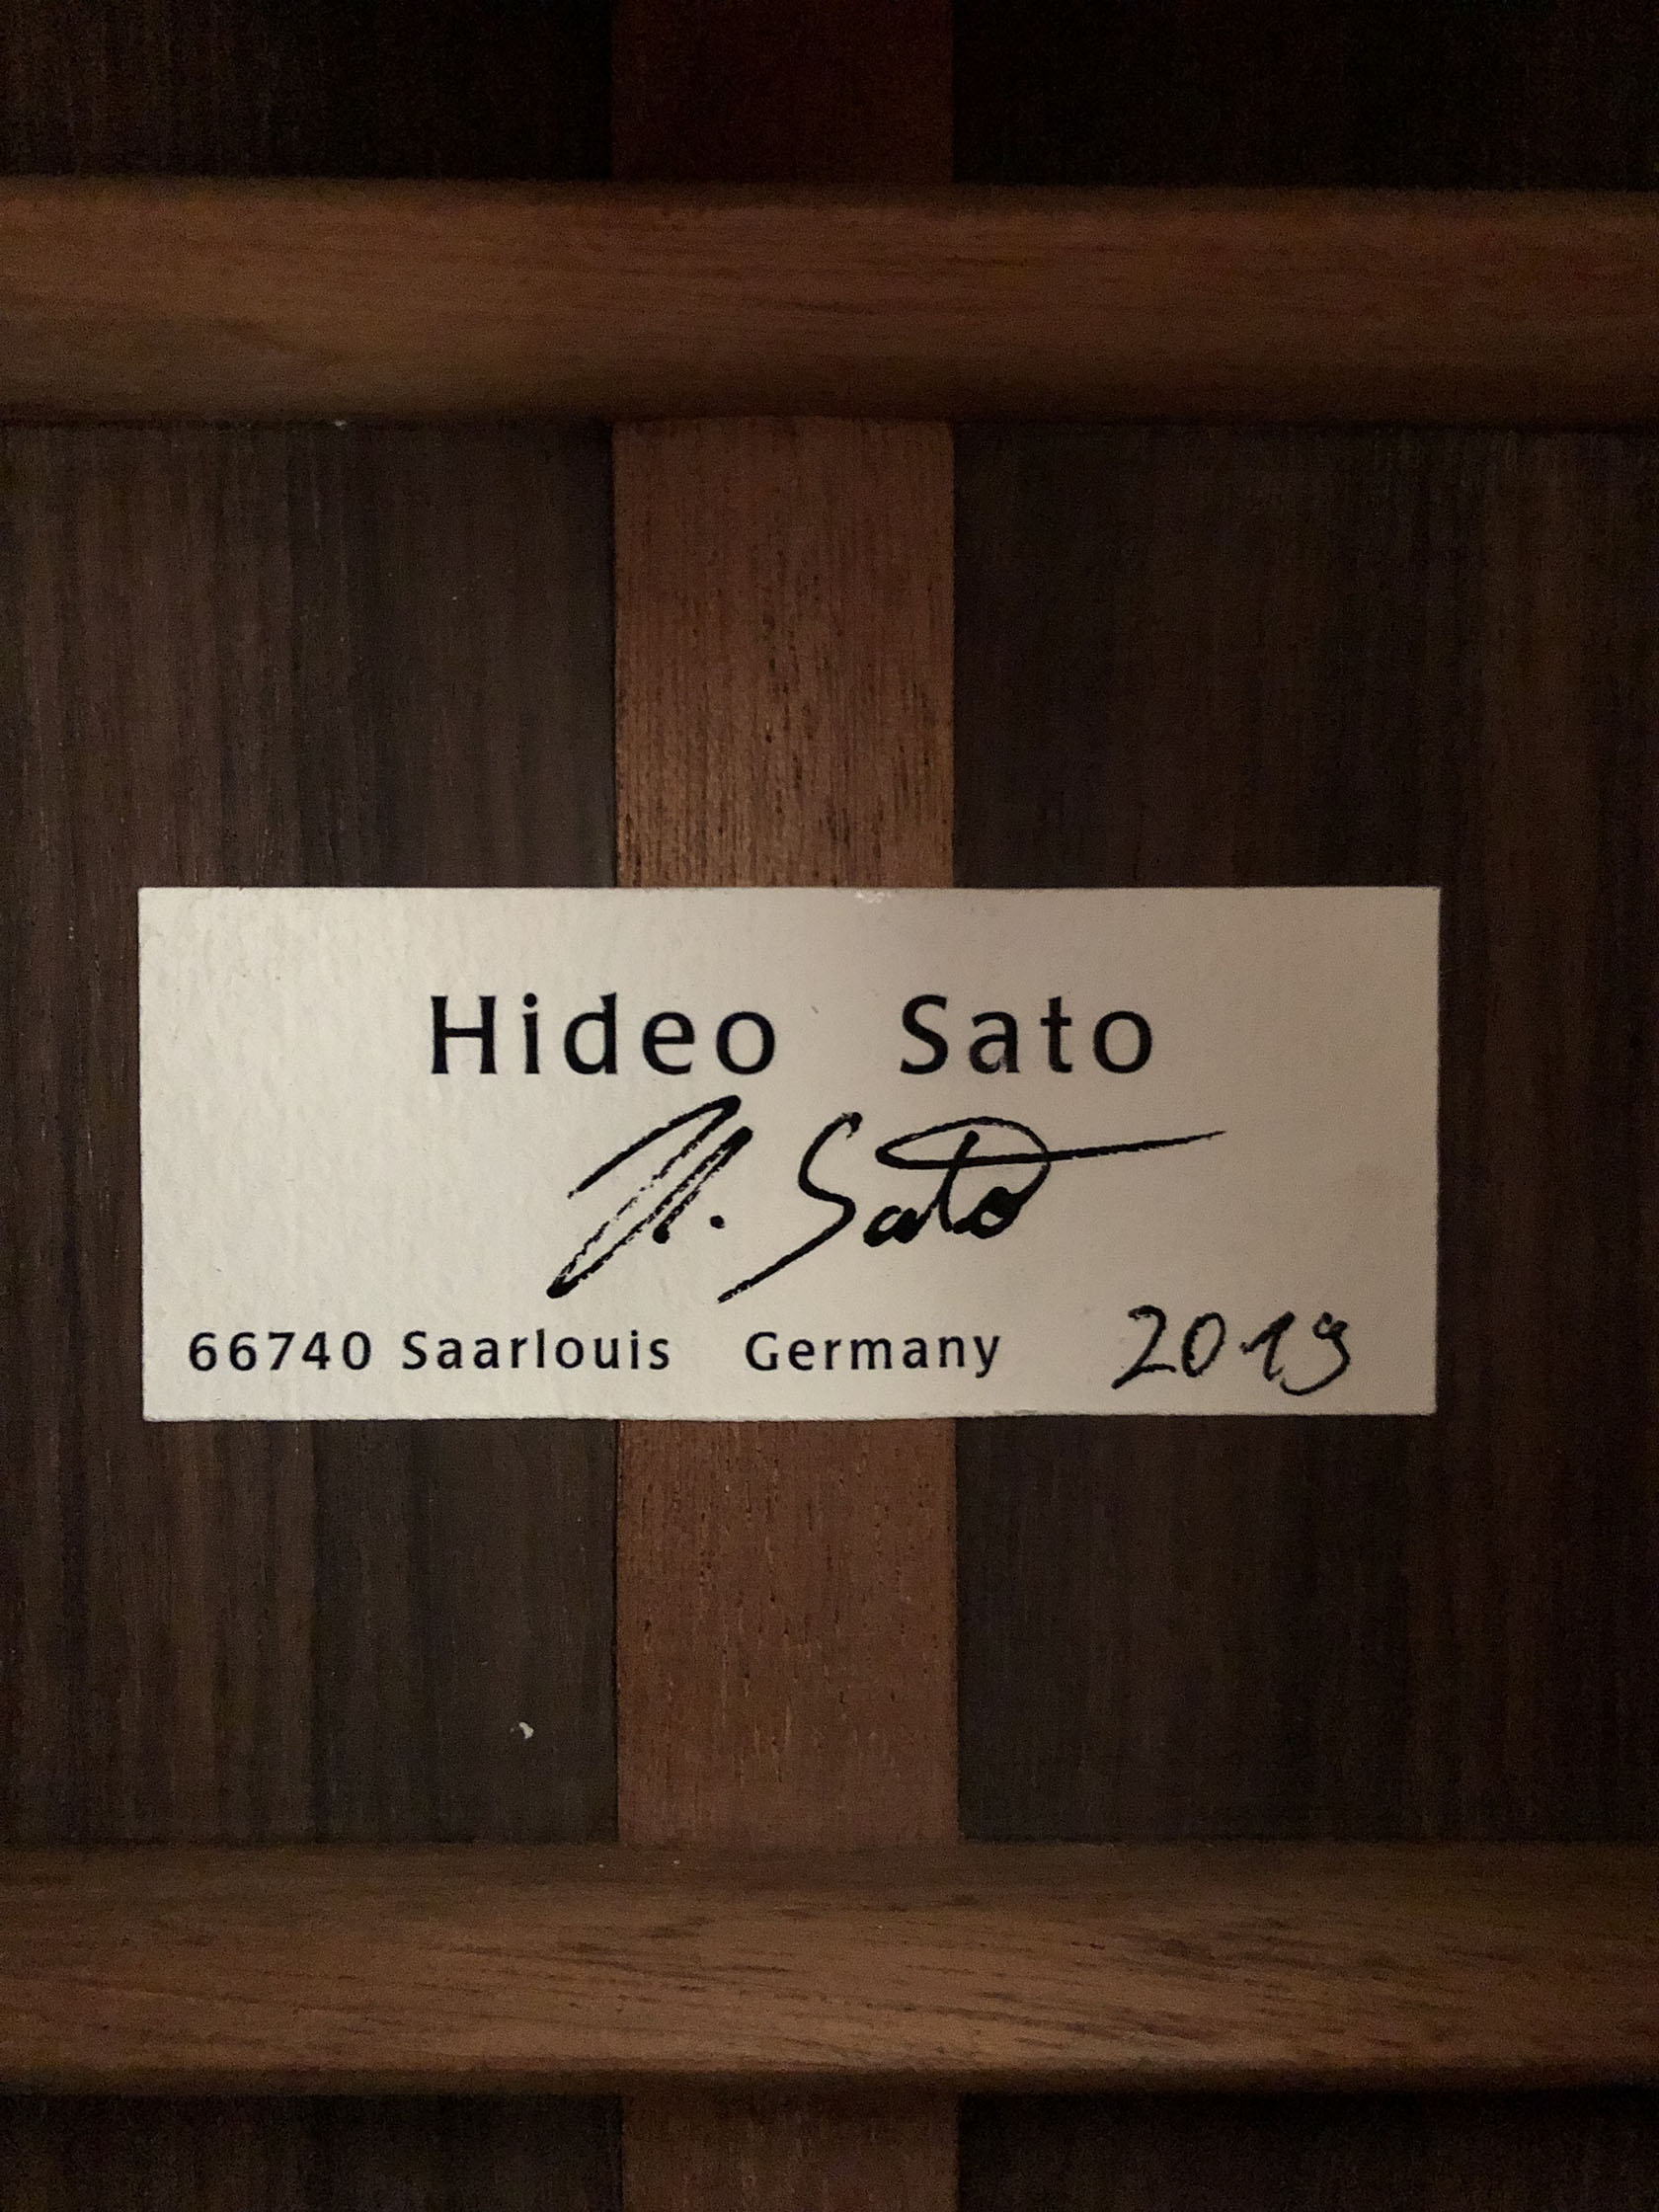 Hideo Sato
H. Sato
66740 Saarlouis Germany 2019